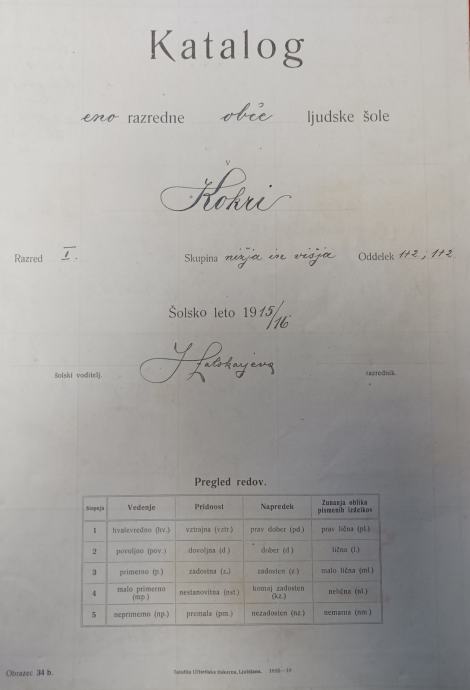 Katalog
eno razredne obče ljudske šole
v
Kokri
Razred I. Skupina nižja in višja Oddelek 1+2; 1+2
Šolsko leto 1915/16
šolski voditelj. razrednik.
Pregled redov.
Stopnja Vedenje Pridnost Napredek Zunanja oblika pismenih izdelkov
1 hvalevredno (hv.) vztrajna (vztr.) prav dober (pd.) prav lična (pl.)
2 povoljno (pov.) dovoljna (d.) dober (d.) lična (l.)
3 primerno (p.) zadostna (z.) zadosten (z.) malo lična (ml.)
4 malo primerno (mp.) nestanovitna (nst.) komaj zadosten (kz.) nelična (nl.)
5 neprimerno (np.) premala (pm.) nezadosten (nz.) nemarna (nm.)
Obrazec 34 b. Učiteljska tiskarna, Ljubljana.